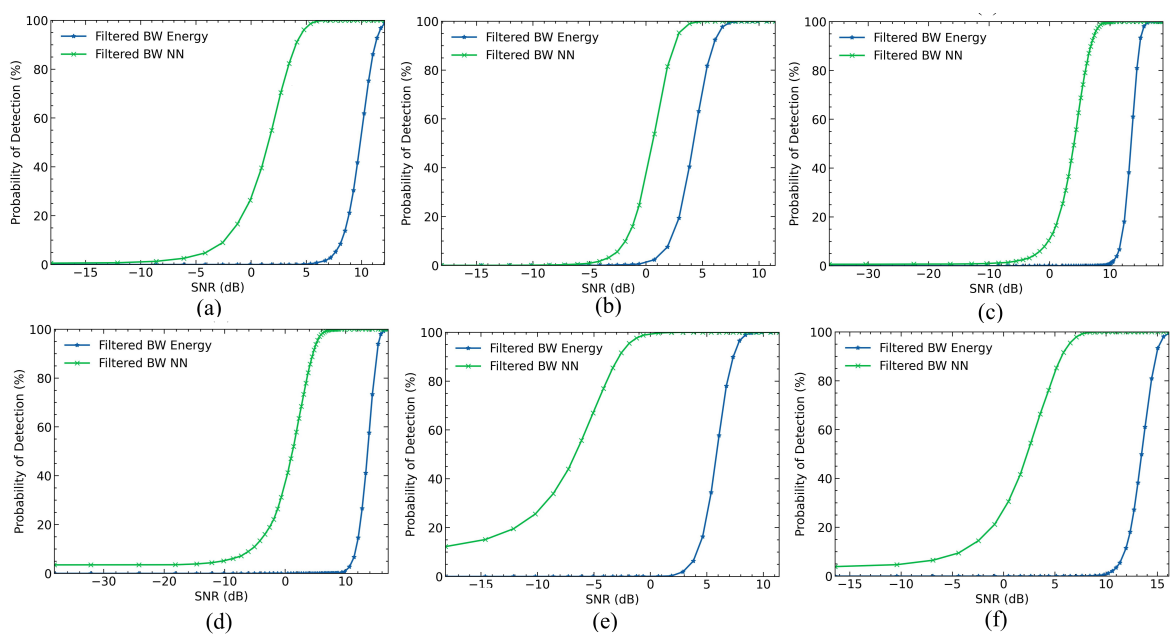 Filtered BW Energy
Filtered BW NN
Probability of Detection (%)
100
80
60
40
20
0
−15 −10 −5 0 5 10
SNR (dB)
(a)
Filtered BW Energy
Filtered BW NN
Probability of Detection (%)
100
80
60
40
20
0
−15 −10 −5 0 5 10
SNR (dB)
(b)
Filtered BW Energy
Filtered BW NN
Probability of Detection (%)
100
80
60
40
20
0
−30 −20 −10 0 10
SNR (dB)
(c)
Filtered BW Energy
Filtered BW NN
Probability of Detection (%)
100
80
60
40
20
0
−30 −20 −10 0 10
SNR (dB)
(d)
Filtered BW Energy
Filtered BW NN
Probability of Detection (%)
100
80
60
40
20
0
−15 −10 −5 0 5 10
SNR (dB)
(e)
Filtered BW Energy
Filtered BW NN
Probability of Detection (%)
100
80
60
40
20
0
−15 −10 −5 0 5 10 15
SNR (dB)
(f)